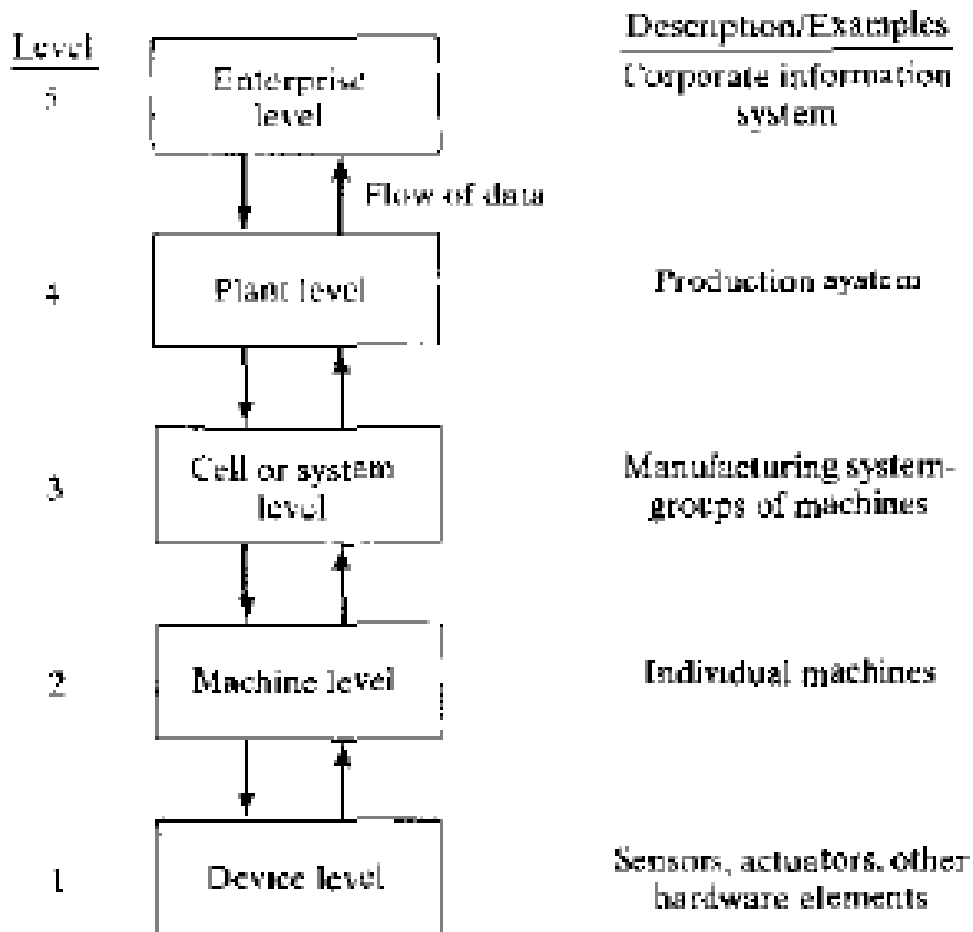 Level
Description/Examples
5
Enterprise
level
Corporate information
system
Flow of data
4
Plant level
Production system
3
Cell or system
level
Manufacturing system-
groups of machines
2
Machine level
Individual machines
1
Device level
Sensors, actuators, other
hardware elements